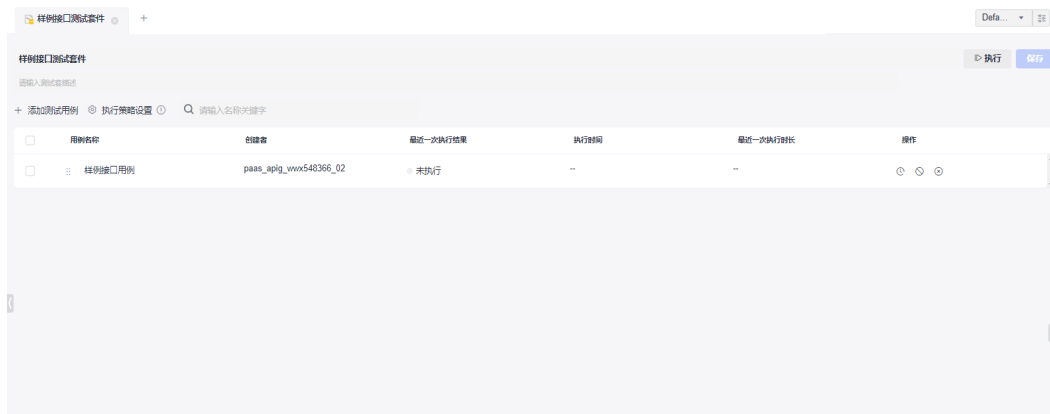 样例接口测试套件 +
Defa...
样例接口测试套件
执行 保存
请输入测试套描述
+ 添加测试用例 执行策略设置 请输入名称关键字
用例名称 创建者 最近一次执行结果 执行时间 最近一次执行时长 操作
样例接口用例 paas_apig_wwx548366_02 未执行 -- --